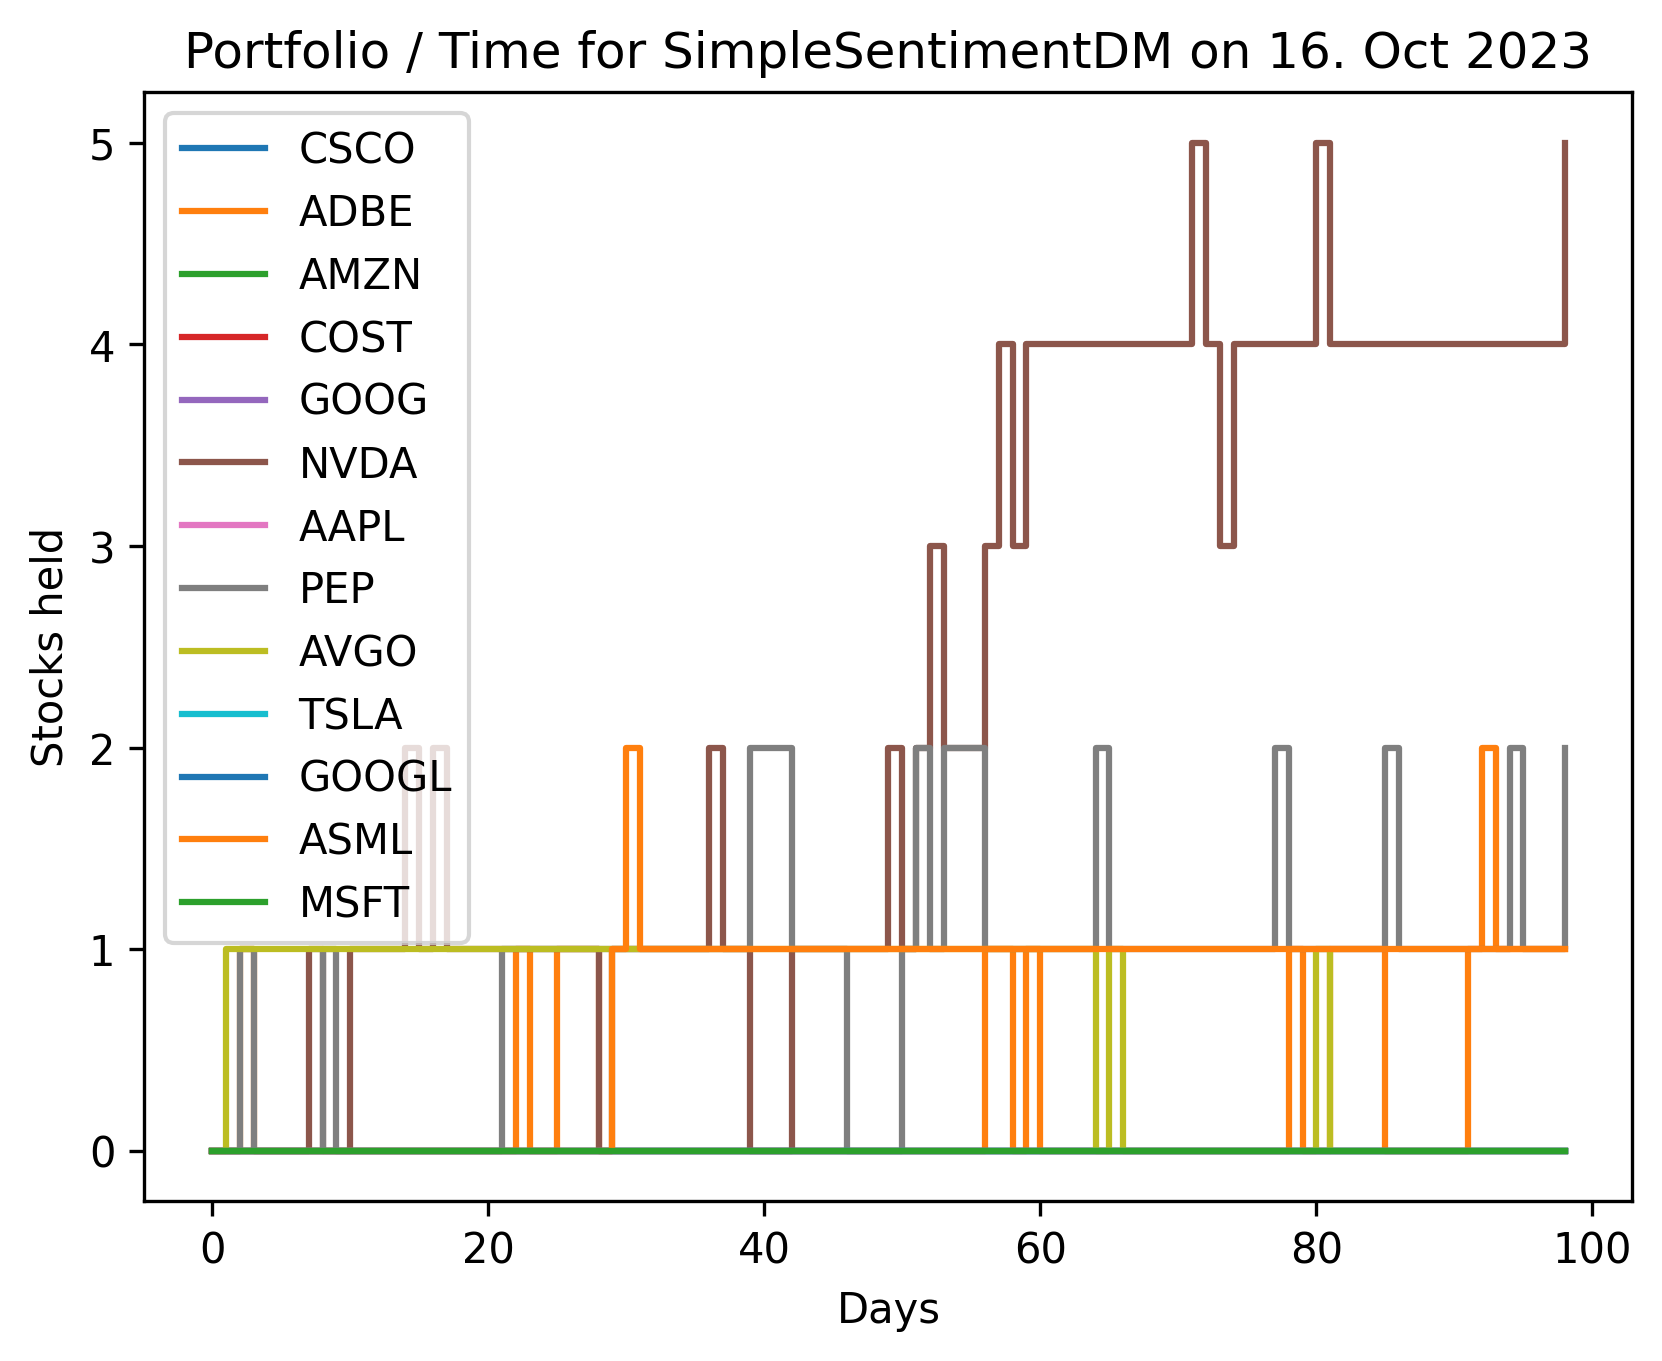 Portfolio / Time for SimpleSentimentDM on 16. Oct 2023
5
4
3
2
1
0
Stocks held
CSCO
ADBE
AMZN
COST
GOOG
NVDA
AAPL
PEP
AVGO
TSLA
GOOGL
ASML
MSFT
0 20 40 60 80 100
Days